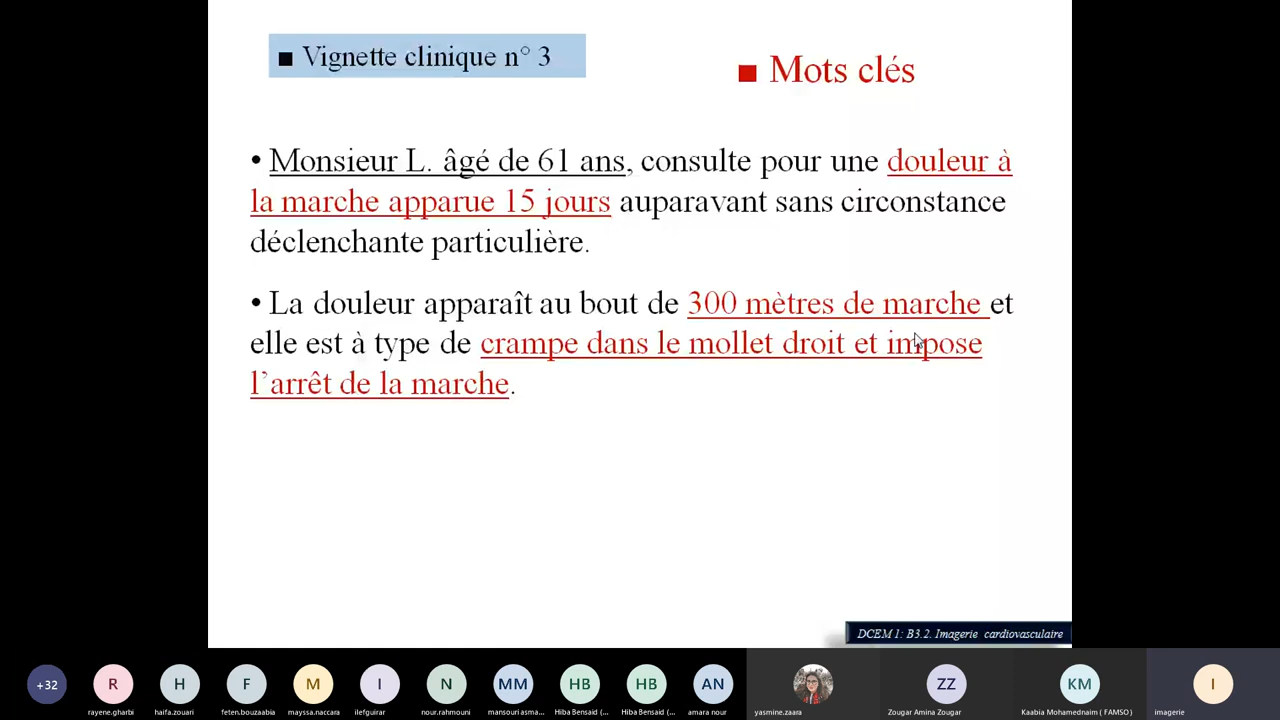 ■ Vignette clinique n° 3
■ Mots clés
• Monsieur L. âgé de 61 ans, consulte pour une douleur à
la marche apparue 15 jours auparavant sans circonstance
déclenchante particulière.
• La douleur apparaît au bout de 300 mètres de marche et
elle est à type de crampe dans le mollet droit et impose
l’arrêt de la marche.
DCEM 1: B3.2. Imagerie cardiovasculaire
+32
R
H
F
M
I
N
MM
HB
HB
AN
ZZ
KM
I
rayene.gharbi
haifa.zouari
feten.bouzaabia
mayssa.naccara
ilefguirar
nour.rahmouni
mansouri asma...
Hiba Bensaid (...
Hiba Bensaid (...
amara nour
yasmine.zaara
Zougar Amina Zougar
Kaabia Mohamednaim ( FAMSO)
imagerie